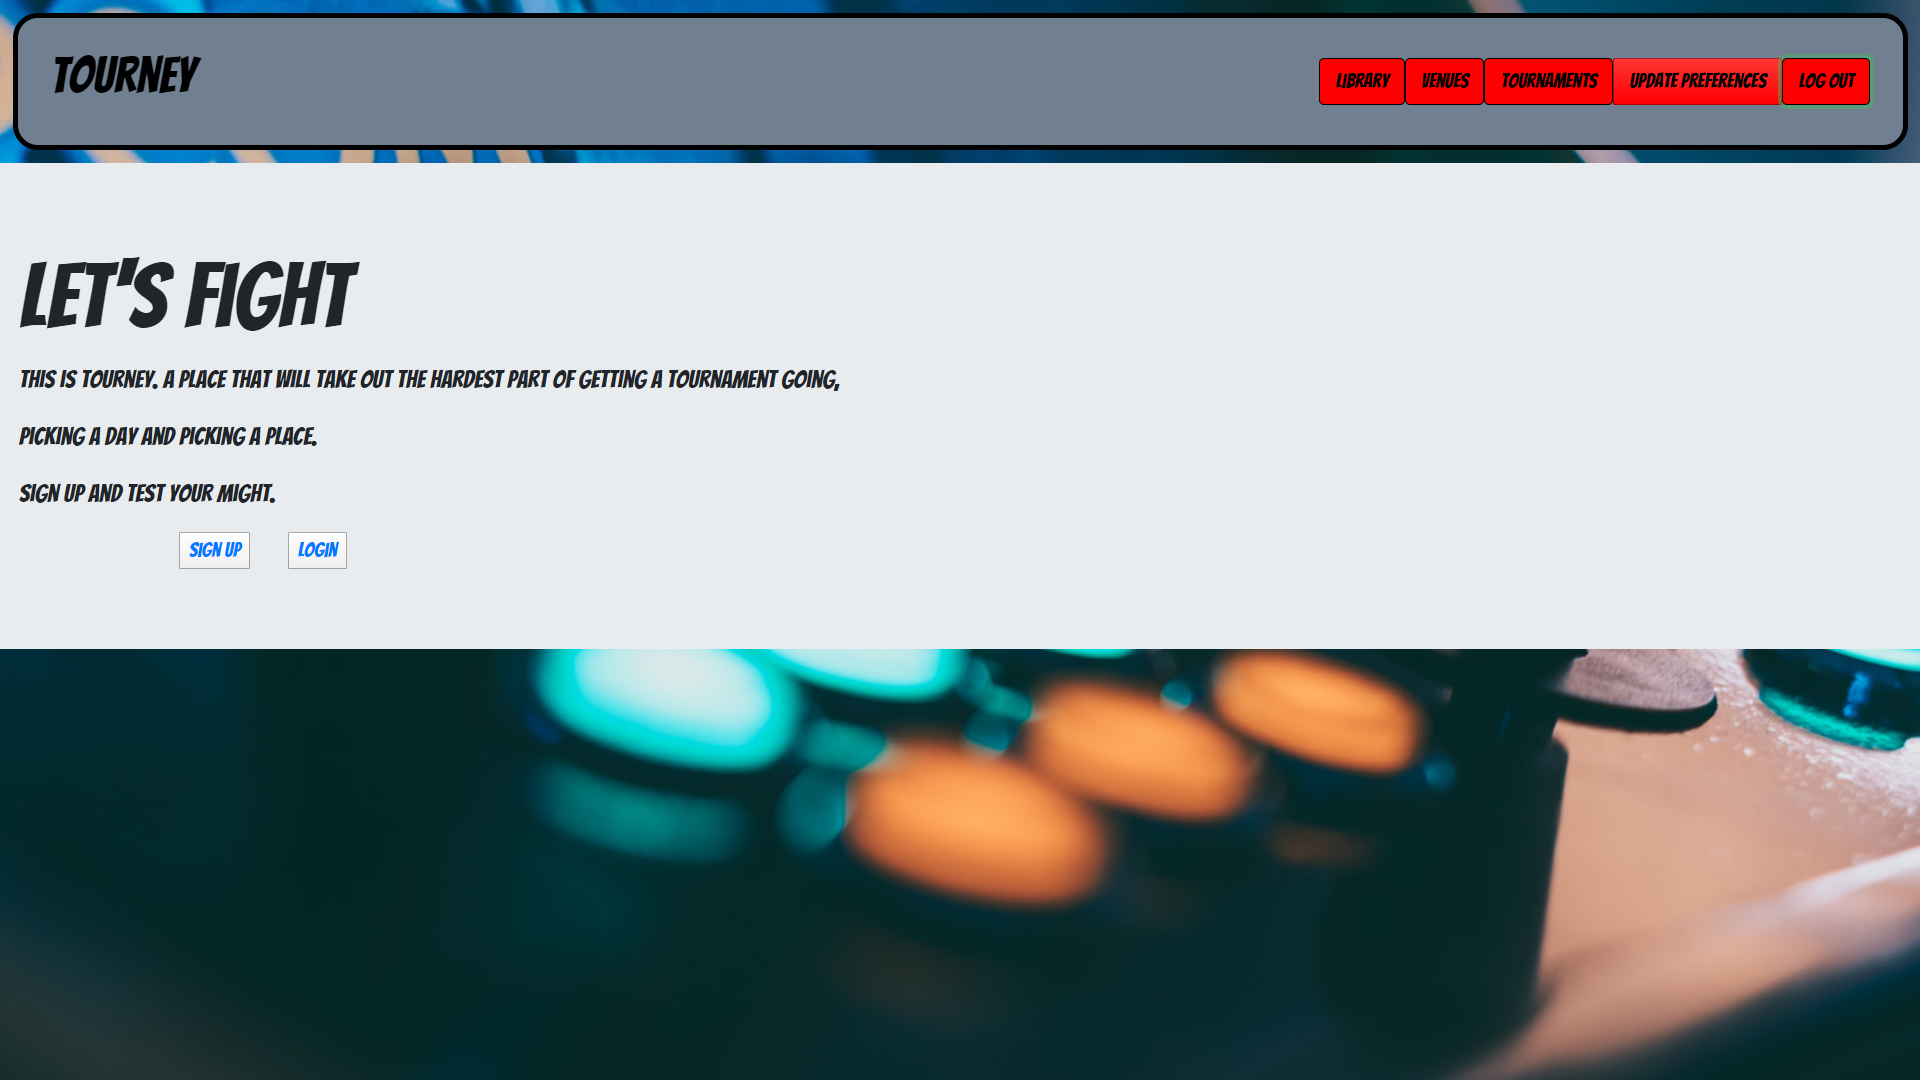 TOURNEY
LIBRARY VENUES TOURNAMENTS UPDATE PREFERENCES LOG OUT
LET'S FIGHT
THIS IS TOURNEY. A PLACE THAT WILL TAKE OUT THE HARDEST PART OF GETTING A TOURNAMENT GOING,
PICKING A DAY AND PICKING A PLACE.
SIGN UP AND TEST YOUR MIGHT.
SIGN UP LOGIN